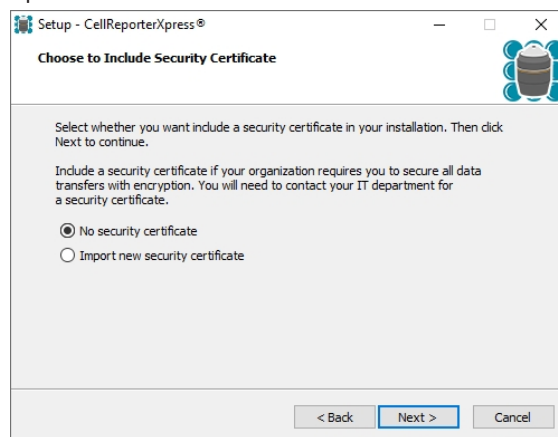 Setup - CellReporterXpress®
Choose to Include Security Certificate
Select whether you want include a security certificate in your installation. Then click
Next to continue.
Include a security certificate if your organization requires you to secure all data
transfers with encryption. You will need to contact your IT department for
a security certificate.
No security certificate
Import new security certificate
< Back
Next >
Cancel